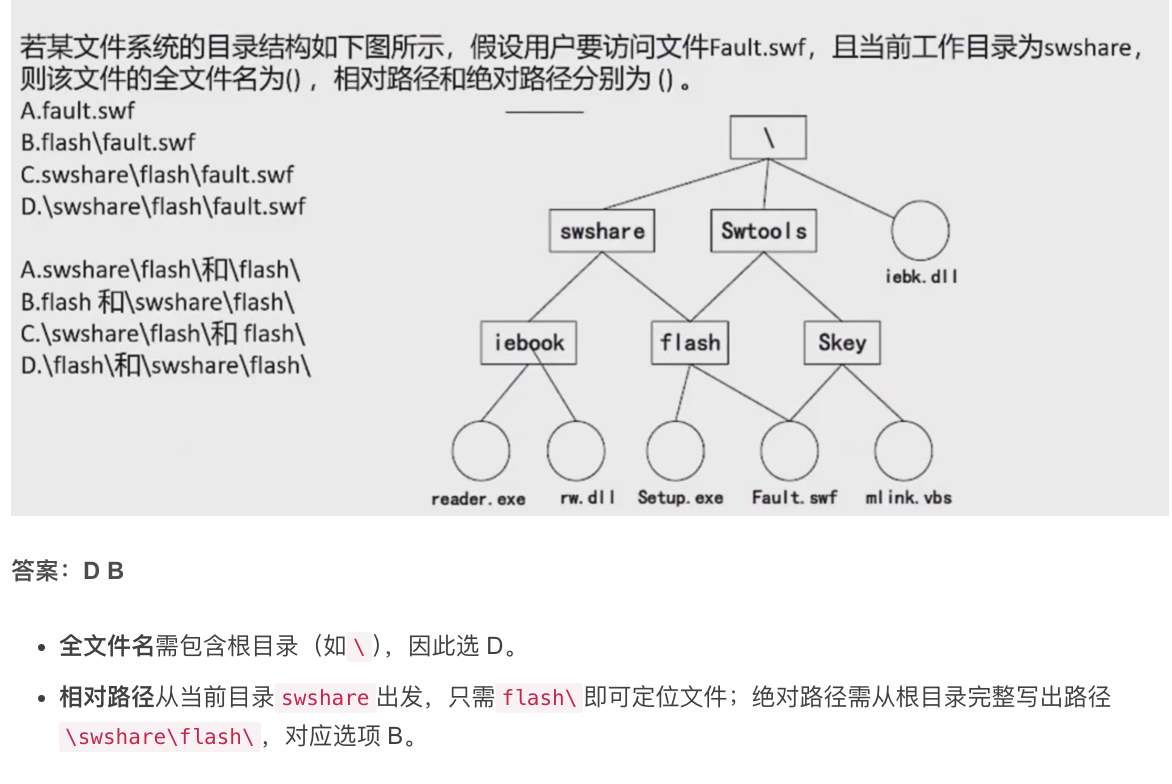 若某文件系统的目录结构如下图所示，假设用户要访问文件Fault.swf，且当前工作目录为swshare，
则该文件的全文件名为()，相对路径和绝对路径分别为 ()。
A.fault.swf
B.flash\fault.swf
C.swshare\flash\fault.swf
D.\swshare\flash\fault.swf
A.swshare\flash\和\flash\
B.flash 和\swshare\flash\
C.\swshare\flash\和 flash\
D.\flash\和\swshare\flash\
\
swshare
Swtools
iebk.dll
iebook
flash
Skey
reader.exe
rw.dll
Setup.exe
Fault.swf
mlink.vbs
答案：D B
全文件名需包含根目录（如 \ ），因此选 D。
相对路径从当前目录 swshare 出发，只需 flash\ 即可定位文件；绝对路径需从根目录完整写出路径
\swshare\flash\ ，对应选项 B。